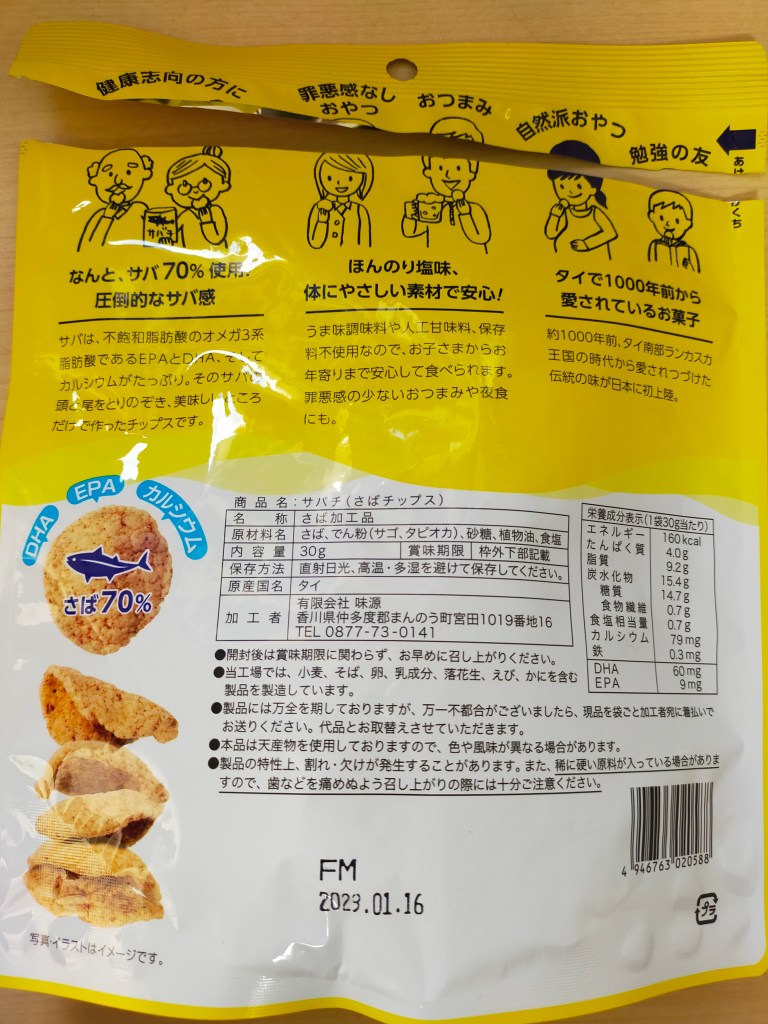 健康志向の方に
罪悪感なし
おやつ
おつまみ
自然派おやつ
勉強の友
サバチ
なんと、サバ70%使用!
圧倒的なサバ感
サバは、不飽和脂肪酸のオメガ3系
脂肪酸であるEPAとDHA、そして
カルシウムがたっぷり。そのサバの
頭と尾をとりのぞき、美味しいところ
だけで作ったチップスです。
ほんのり塩味、
体にやさしい素材で安心!
うま味調味料や人工甘味料、保存
料不使用なので、お子さまからお
年寄りまで安心して食べられます。
罪悪感の少ないおつまみや夜食
にも。
タイで1000年前から
愛されているお菓子
約1000年前、タイ南部ランカスカ
王国の時代から愛されつづけた
伝統の味が日本に初上陸。
DHA
EPA
カルシウム
さば70%
商品名:サバチ(さばチップス)
名称 さば加工品
原材料名 さば、でん粉(サゴ、タピオカ)、砂糖、植物油、食塩
内容量 30g 賞味期限 枠外下部記載
保存方法 直射日光、高温・多湿を避けて保存してください。
原産国名 タイ
加工者 有限会社 味源
香川県仲多度郡まんのう町宮田1019番地16
TEL 0877-73-0141
栄養成分表示(1袋30g当たり)
エネルギー 160kcal
たんぱく質 4.0g
脂質 9.2g
炭水化物 15.4g
糖質 14.7g
食物繊維 0.7g
食塩相当量 0.7g
カルシウム 79mg
鉄 0.3mg
DHA 60mg
EPA 9mg
●開封後は賞味期限に関わらず、お早めに召し上がりください。
●当工場では、小麦、そば、卵、乳成分、落花生、えび、かにを含む
製品を製造しています。
●製品には万全を期しておりますが、万一不都合がございましたら、現品を袋ごと加工者宛に着払いで
お送りください。代品とお取替えさせていただきます。
●本品は天産物を使用しておりますので、色や風味が異なる場合があります。
●製品の特性上、割れ・欠けが発生することがあります。また、稀に硬い原料が入っている場合がありま
すので、歯などを痛めぬよう召し上がりの際には十分ご注意ください。
4 946763 020588
FM
2023.01.16
プラ
写真・イラストはイメージです。